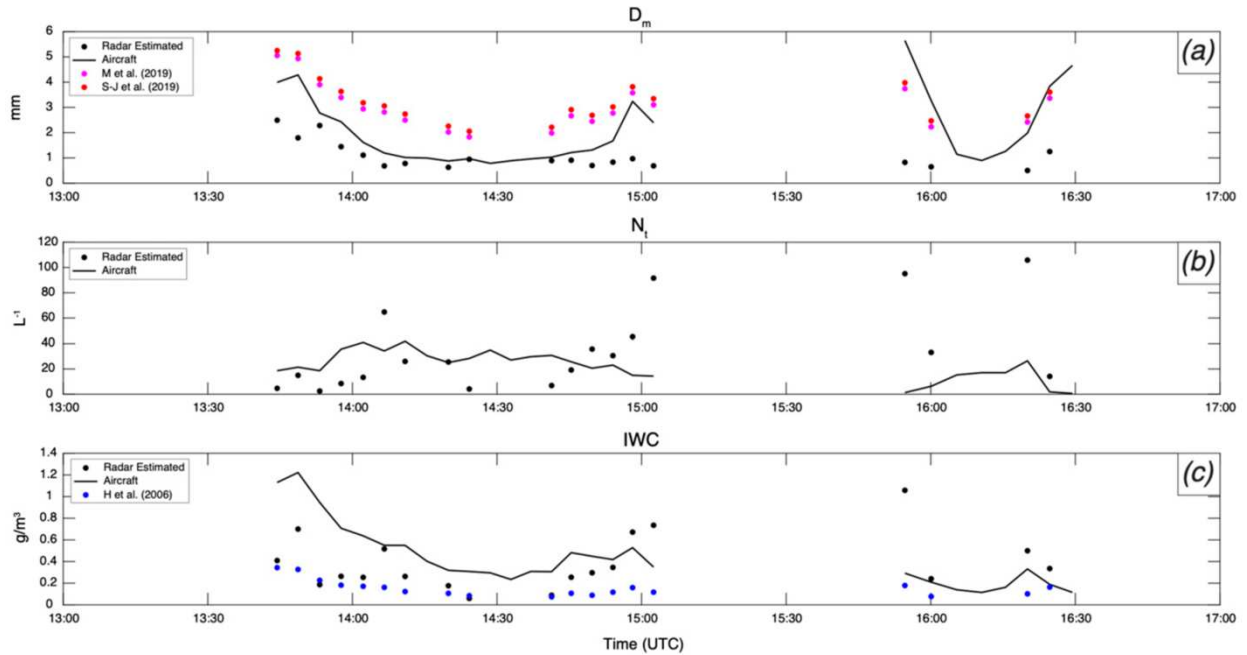 Dₘ
(a)
6
5
4
3
2
1
0
mm
Radar Estimated
Aircraft
M et al. (2019)
S-J et al. (2019)
13:00 13:30 14:00 14:30 15:00 15:30 16:00 16:30 17:00
Nₜ
(b)
120
100
80
60
40
20
0
L⁻¹
Radar Estimated
Aircraft
13:00 13:30 14:00 14:30 15:00 15:30 16:00 16:30 17:00
IWC
(c)
1.4
1.2
1
0.8
0.6
0.4
0.2
0
g/m³
Radar Estimated
Aircraft
H et al. (2006)
13:00 13:30 14:00 14:30 15:00 15:30 16:00 16:30 17:00
Time (UTC)